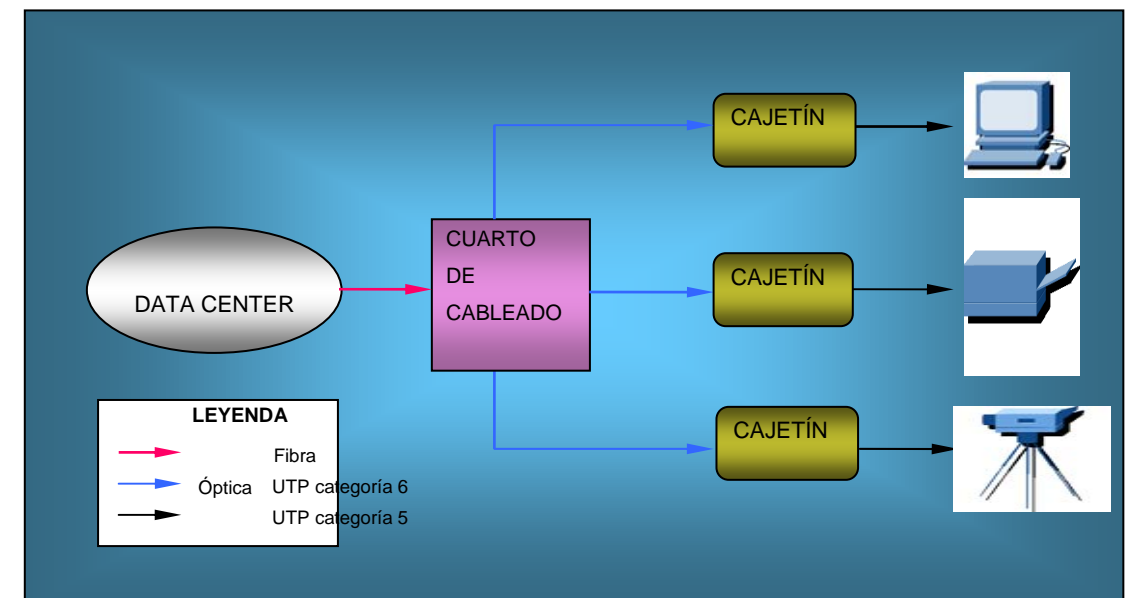 CAJETÍN
CUARTO
DE
CABLEADO
CAJETÍN
DATA CENTER
CAJETÍN
LEYENDA
Fibra
Óptica UTP categoría 6
UTP categoría 5